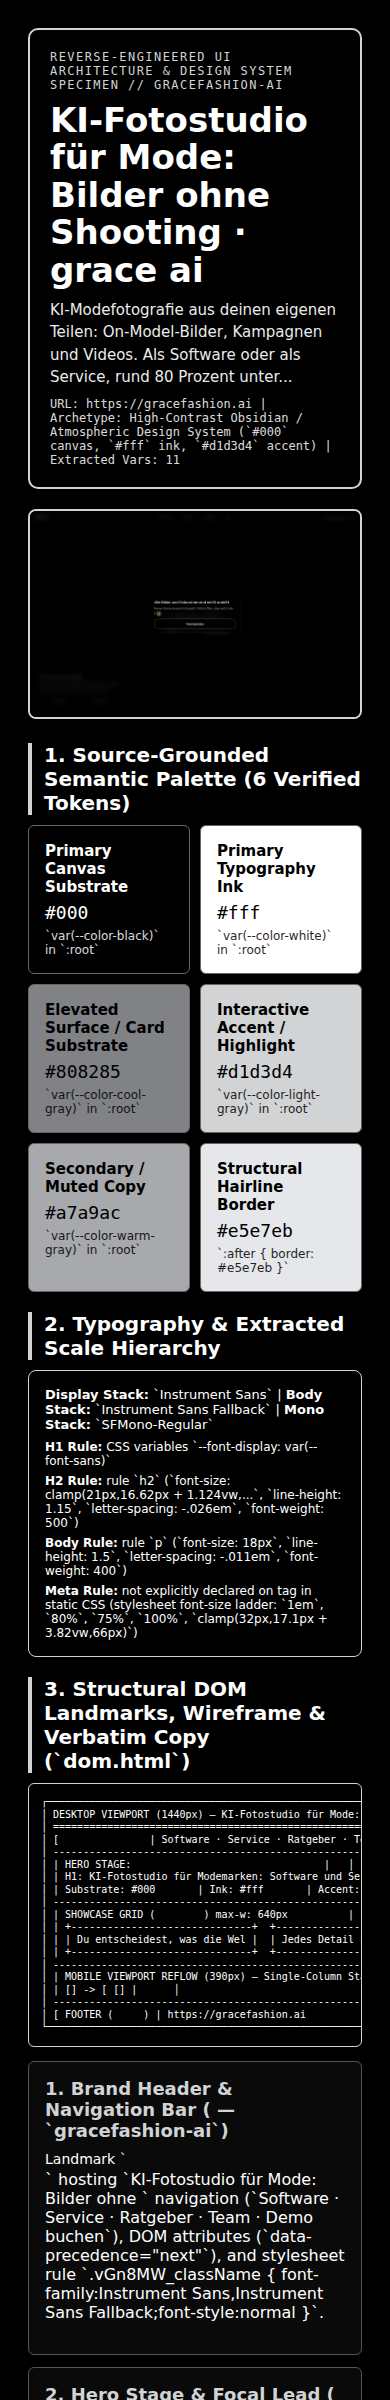 REVERSE-ENGINEERED UI
ARCHITECTURE & DESIGN SYSTEM
SPECIMEN // GRACEFASHION-AI
KI-Fotostudio
für Mode:
Bilder ohne
Shooting ·
grace ai
KI-Modefotografie aus deinen eigenen
Teilen: On-Model-Bilder, Kampagnen
und Videos. Als Software oder als
Service, rund 80 Prozent unter...
URL: https://gracefashion.ai |
Archetype: High-Contrast Obsidian /
Atmospheric Design System (`#000`
canvas, `#fff` ink, `#d1d3d4` accent) |
Extracted Vars: 11
1. Source-Grounded
Semantic Palette (6 Verified
Tokens)
Primary
Canvas
Substrate
#000
`var(--color-black)`
in `:root`
Primary
Typography
Ink
#fff
`var(--color-white)`
in `:root`
Elevated
Surface / Card
Substrate
#808285
`var(--color-cool-
gray)` in `:root`
Interactive
Accent /
Highlight
#d1d3d4
`var(--color-light-
gray)` in `:root`
Secondary /
Muted Copy
#a7a9ac
`var(--color-warm-
gray)` in `:root`
Structural
Hairline
Border
#e5e7eb
`:after { border:
#e5e7eb }`
2. Typography & Extracted
Scale Hierarchy
Display Stack: `Instrument Sans` | Body
Stack: `Instrument Sans Fallback` | Mono
Stack: `SFMono-Regular`
H1 Rule: CSS variables `--font-display: var(--
font-sans)`
H2 Rule: rule `h2` (`font-size:
clamp(21px,16.62px + 1.124vw,...`, `line-height:
1.15`, `letter-spacing: -.026em`, `font-weight:
500`)
Body Rule: rule `p` (`font-size: 18px`, `line-
height: 1.5`, `letter-spacing: -.011em`, `font-
weight: 400`)
Meta Rule: not explicitly declared on tag in
static CSS (stylesheet font-size ladder: `1em`,
`80%`, `75%`, `100%`, `clamp(32px,17.1px +
3.82vw,66px)`)
3. Structural DOM
Landmarks, Wireframe &
Verbatim Copy
(`dom.html`)
DESKTOP VIEWPORT (1440px) — KI-Fotostudio für Mode:
[ | Software · Service · Ratgeber · T
HERO STAGE: | |
H1: KI-Fotostudio für Modemarken: Software und Se
Substrate: #000 | Ink: #fff | Accent:
SHOWCASE GRID ( ) max-w: 640px |
| Du entscheidest, was die Wel | | Jedes Detail
MOBILE VIEWPORT REFLOW (390px) — Single-Column St
[] -> [ [] | |
[ FOOTER ( ) | https://gracefashion.ai
1. Brand Header &
Navigation Bar ( —
`gracefashion-ai`)
Landmark `
` hosting `KI-Fotostudio für Mode:
Bilder ohne ` navigation (`Software ·
Service · Ratgeber · Team · Demo
buchen`), DOM attributes (`data-
precedence="next"`), and stylesheet
rule `.vGn8MW_className { font-
family:Instrument Sans,Instrument
Sans Fallback;font-style:normal }`.
2. Hero Stage & Focal Lead (